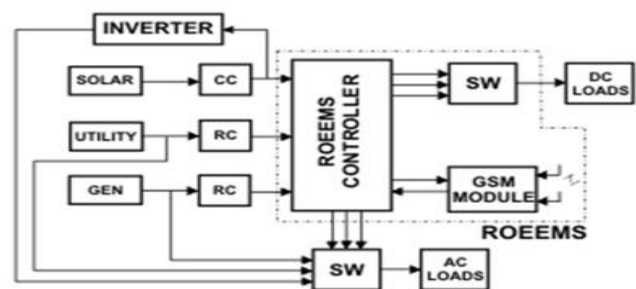 INVERTER
SOLAR
CC
UTILITY
RC
GEN
RC
ROEEMS
CONTROLLER
SW
DC
LOADS
GSM
MODULE
ROEEMS
SW
AC
LOADS